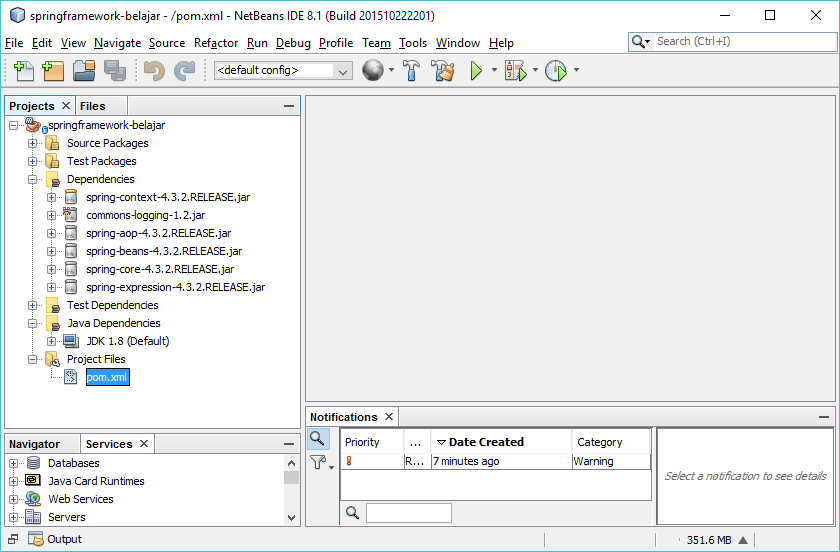 springframework-belajar - /pom.xml - NetBeans IDE 8.1 (Build 201510222201)
File Edit View Navigate Source Refactor Run Debug Profile Team Tools Window Help
Search (Ctrl+I)
<default config>
Projects Files
springframework-belajar
Source Packages
Test Packages
Dependencies
spring-context-4.3.2.RELEASE.jar
commons-logging-1.2.jar
spring-aop-4.3.2.RELEASE.jar
spring-beans-4.3.2.RELEASE.jar
spring-core-4.3.2.RELEASE.jar
spring-expression-4.3.2.RELEASE.jar
Test Dependencies
Java Dependencies
JDK 1.8 (Default)
Project Files
pom.xml
Navigator Services
Databases
Java Card Runtimes
Web Services
Servers
Notifications
Priority ... Date Created Category
R... 7 minutes ago Warning
Select a notification to see details
Output
351.6 MB